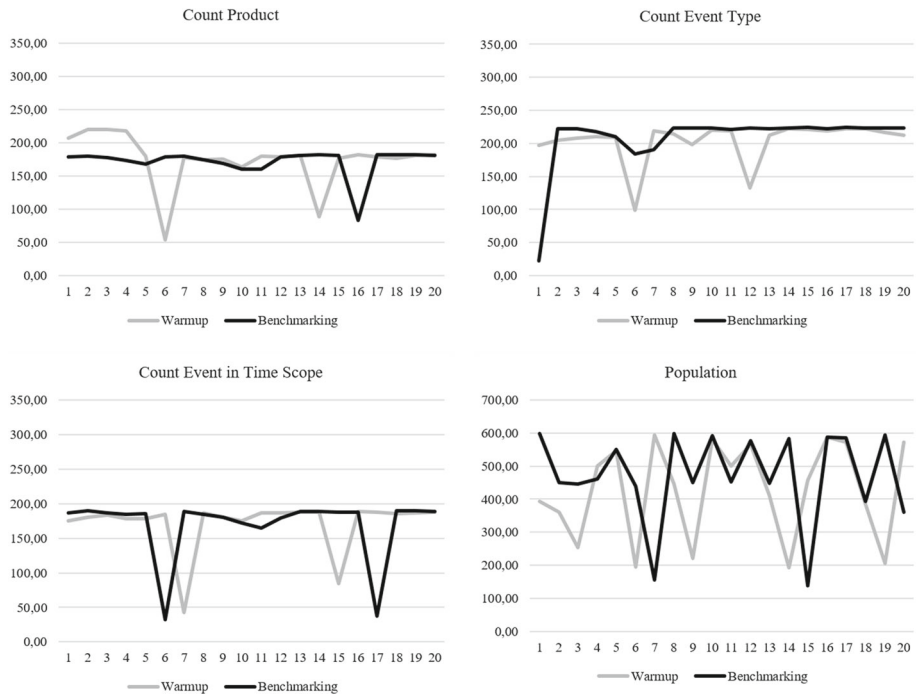 Count Product
350,00
300,00
250,00
200,00
150,00
100,00
50,00
0,00
1 2 3 4 5 6 7 8 9 10 11 12 13 14 15 16 17 18 19 20
Warmup Benchmarking
Count Event Type
350,00
300,00
250,00
200,00
150,00
100,00
50,00
0,00
1 2 3 4 5 6 7 8 9 10 11 12 13 14 15 16 17 18 19 20
Warmup Benchmarking
Count Event in Time Scope
350,00
300,00
250,00
200,00
150,00
100,00
50,00
0,00
1 2 3 4 5 6 7 8 9 10 11 12 13 14 15 16 17 18 19 20
Warmup Benchmarking
Population
700,00
600,00
500,00
400,00
300,00
200,00
100,00
0,00
1 2 3 4 5 6 7 8 9 10 11 12 13 14 15 16 17 18 19 20
Warmup Benchmarking